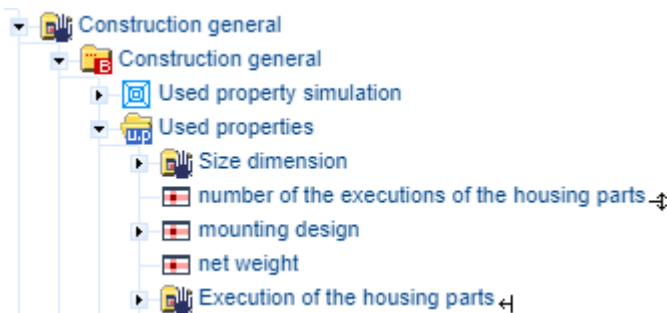 Construction general
Construction general
Used property simulation
Used properties
Size dimension
number of the executions of the housing parts
mounting design
net weight
Execution of the housing parts